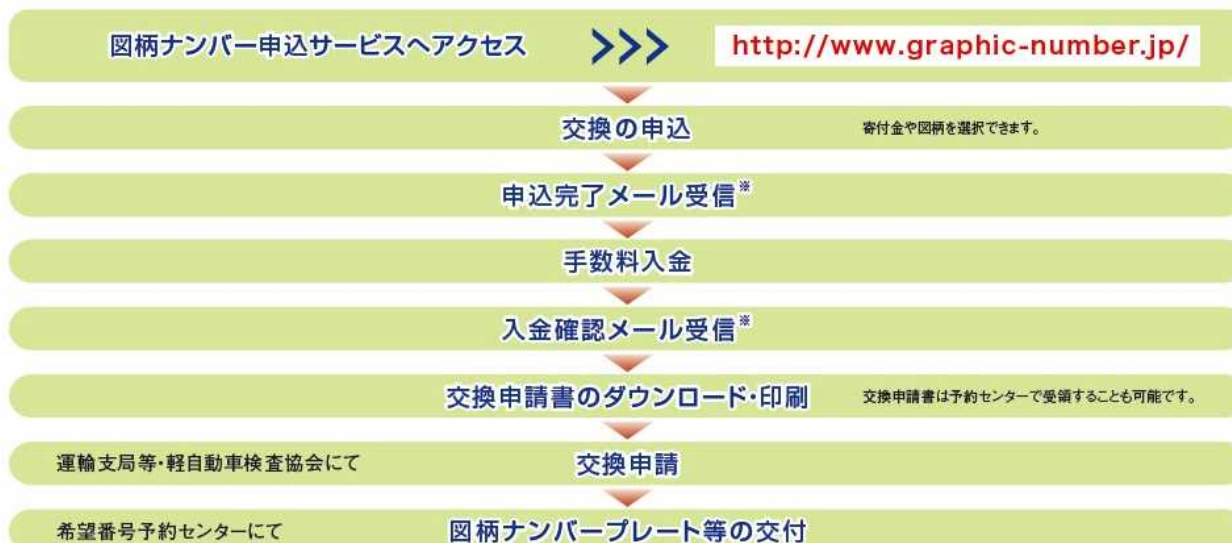 図柄ナンバー申込サービスへアクセス >>> http://www.graphic-number.jp/
交換の申込 寄付金や図柄を選択できます。
申込完了メール受信※
手数料入金
入金確認メール受信※
交換申請書のダウンロード・印刷 交換申請書は予約センターで受領することも可能です。
運輸支局等・軽自動車検査協会にて 交換申請
希望番号予約センターにて 図柄ナンバープレート等の交付